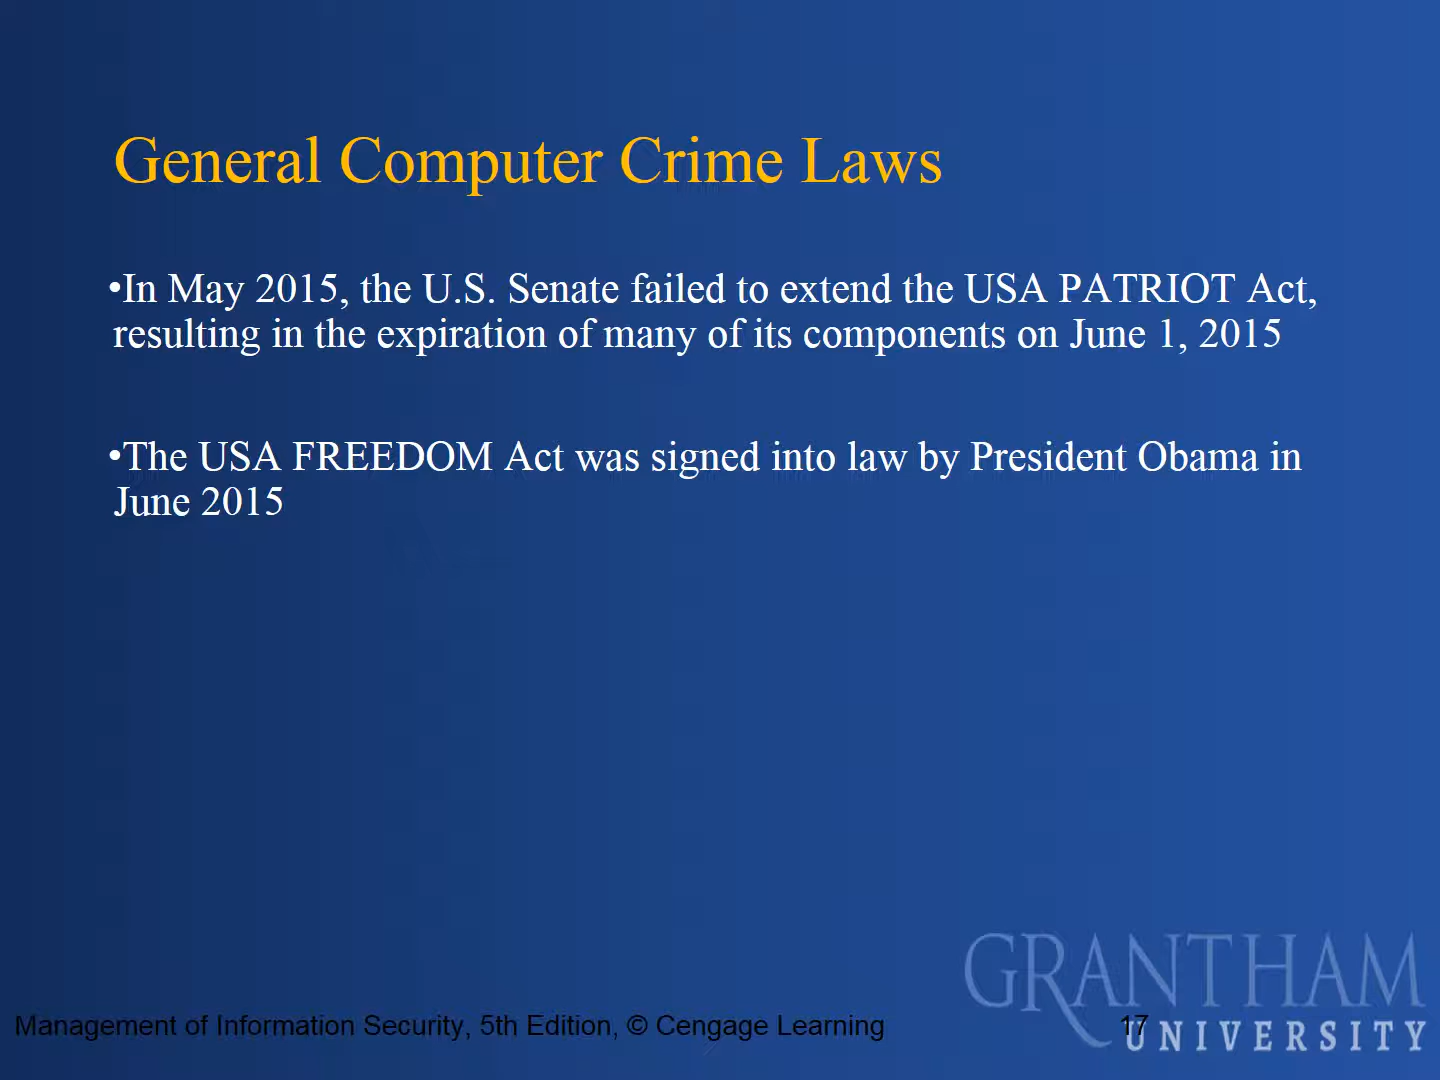 General Computer Crime Laws
•In May 2015, the U.S. Senate failed to extend the USA PATRIOT Act,
resulting in the expiration of many of its components on June 1, 2015
•The USA FREEDOM Act was signed into law by President Obama in
June 2015
GRANTHAM
UNIVERSITY
Management of Information Security, 5th Edition, © Cengage Learning
17